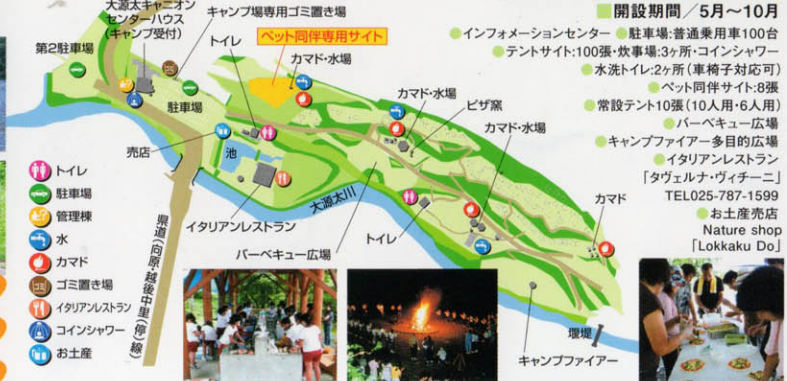 大源太キャニオン
センターハウス
(キャンプ受付)
キャンプ場専用ゴミ置き場
第2駐車場
トイレ
ペット同伴専用サイト
カマド・水場
駐車場
カマド・水場
ピザ窯
カマド・水場
売店
池
大源太川
イタリアンレストラン
トイレ
カマド
バーベキュー広場
県道(向原・越後中里(停)線)
堰堤
キャンプファイアー
トイレ
駐車場
管理棟
水
カマド
ゴミ
ゴミ置き場
イタリアンレストラン
コインシャワー
お土産
■開設期間/5月〜10月
●インフォメーションセンター ●駐車場:普通乗用車100台
●テントサイト:100張・炊事場:3ヶ所・コインシャワー
●水洗トイレ:2ヶ所(車椅子対応可)
●ペット同伴サイト:8張
●常設テント10張(10人用・6人用)
●バーベキュー広場
●キャンプファイアー多目的広場
●イタリアンレストラン
「タヴェルナ・ヴィチーニ」
TEL025-787-1599
●お土産売店
Nature shop
「Lokkaku Do」